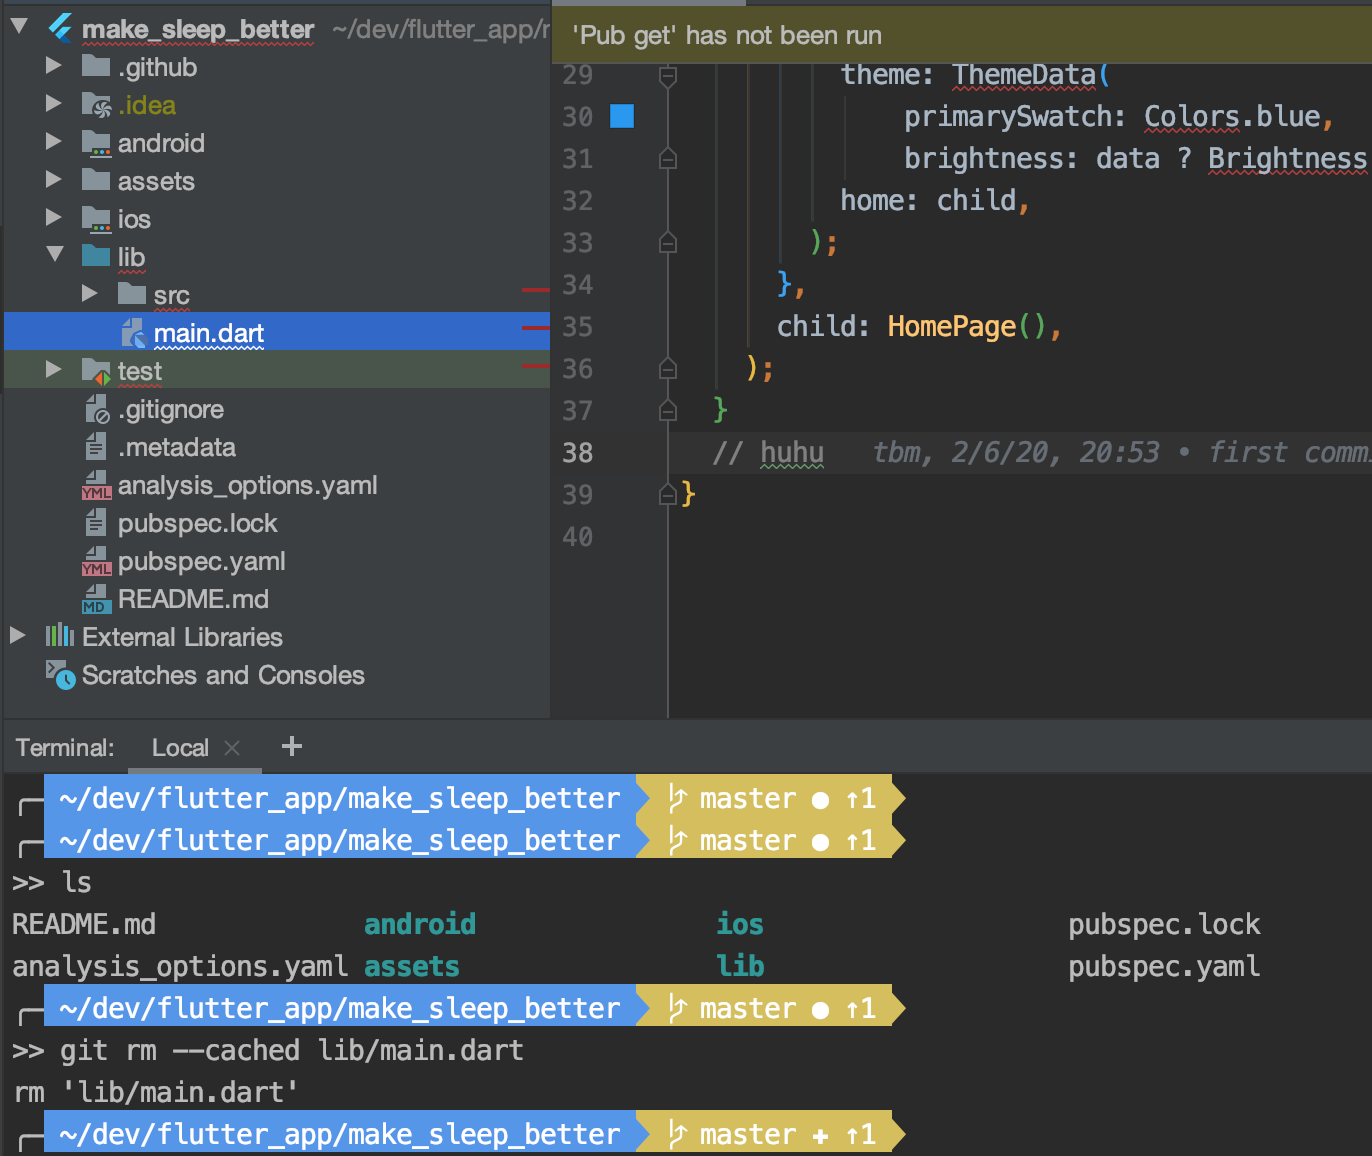 make_sleep_better ~/dev/flutter_app/
.github
.idea
android
assets
ios
lib
src
main.dart
test
.gitignore
.metadata
analysis_options.yaml
pubspec.lock
pubspec.yaml
README.md
External Libraries
Scratches and Consoles
'Pub get' has not been run
29 theme: ThemeData(
30 primarySwatch: Colors.blue,
31 brightness: data ? Brightness
32 home: child,
33 );
34 },
35 child: HomePage(),
36 );
37 }
38 // huhu tbm, 2/6/20, 20:53 • first comm
39 }
40
Terminal: Local × +
~/dev/flutter_app/make_sleep_better master ● ↑1
~/dev/flutter_app/make_sleep_better master ● ↑1
>> ls
README.md android ios pubspec.lock
analysis_options.yaml assets lib pubspec.yaml
~/dev/flutter_app/make_sleep_better master ● ↑1
>> git rm --cached lib/main.dart
rm 'lib/main.dart'
~/dev/flutter_app/make_sleep_better master + ↑1